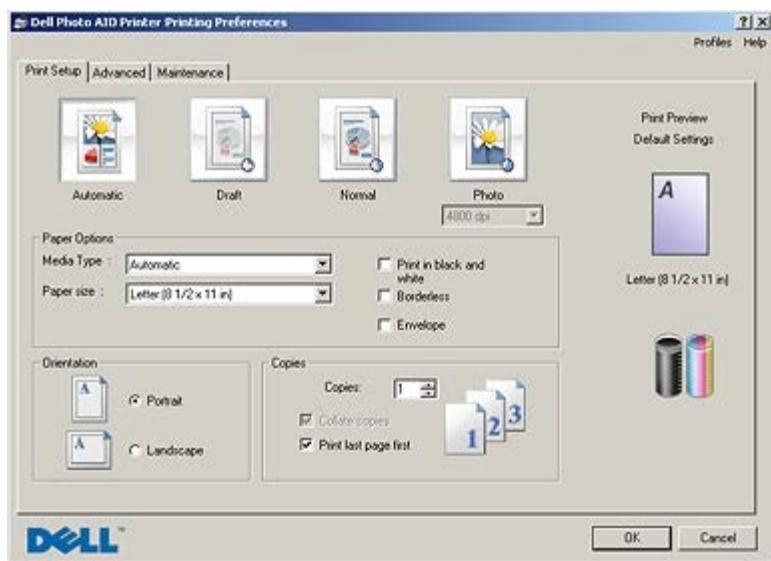 Dell Photo AIO Printer Printing Preferences
Profiles Help
Print Setup Advanced Maintenance
Automatic
Draft
Normal
Photo
4800 dpi
Print Preview
Default Settings
A
Letter (8 1/2 x 11 in)
Paper Options
Media Type :
Automatic
Paper size :
Letter (8 1/2 x 11 in)
Print in black and
white
Borderless
Envelope
Orientation
A
Portrait
A
Landscape
Copies
Copies:
1
Collate copies
Print last page first
1 2 3
DELL™
OK Cancel